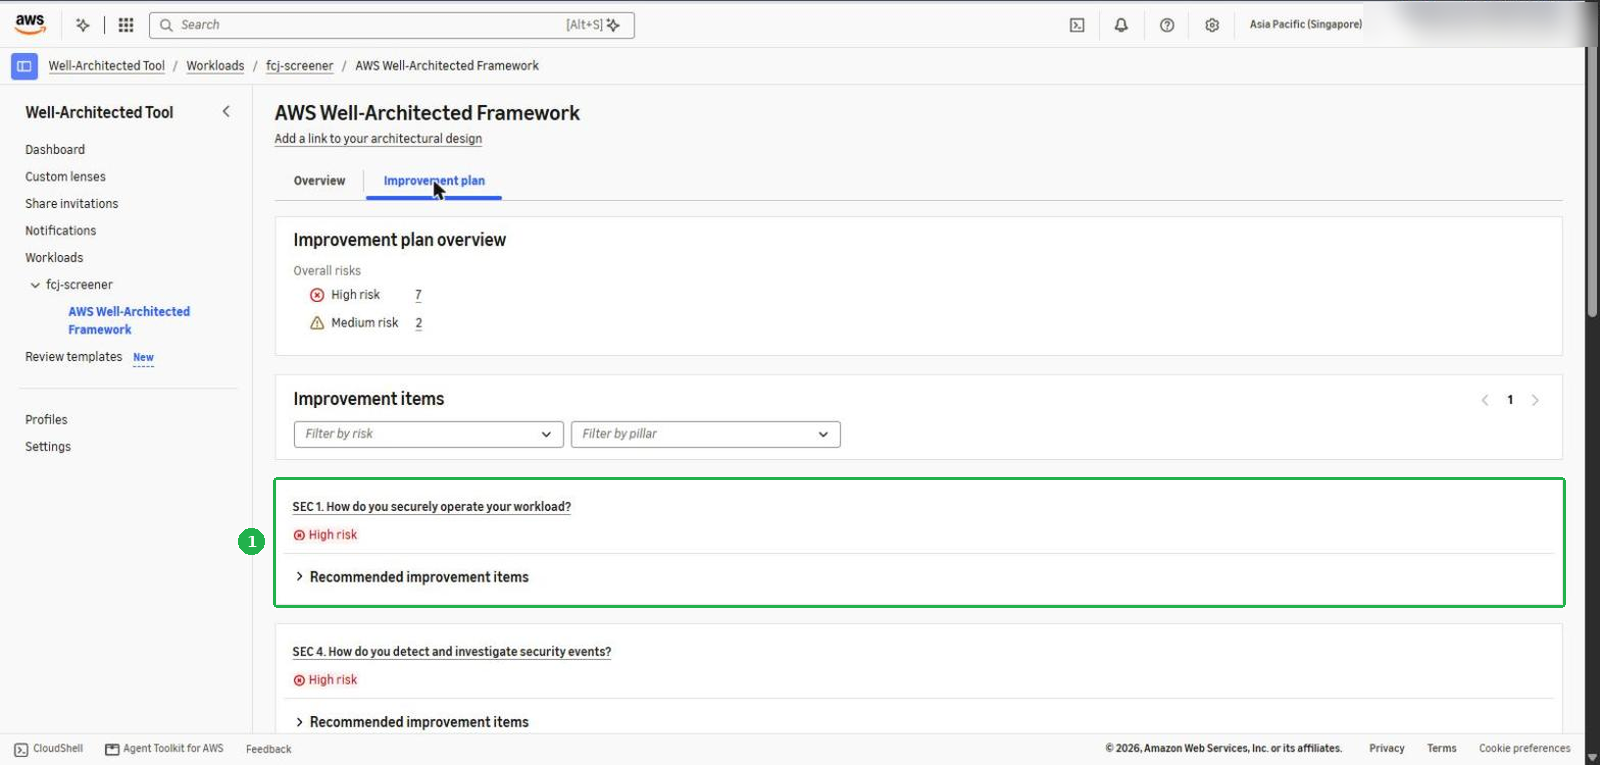 aws
Search
[Alt+S]
Asia Pacific (Singapore)
Well-Architected Tool / Workloads / fcj-screener / AWS Well-Architected Framework
Well-Architected Tool
Dashboard
Custom lenses
Share invitations
Notifications
Workloads
fcj-screener
AWS Well-Architected
Framework
Review templates New
Profiles
Settings
AWS Well-Architected Framework
Add a link to your architectural design
Overview
Improvement plan
Improvement plan overview
Overall risks
High risk 7
Medium risk 2
Improvement items
1
Filter by risk
Filter by pillar
1
SEC 1. How do you securely operate your workload?
High risk
Recommended improvement items
SEC 4. How do you detect and investigate security events?
High risk
Recommended improvement items
CloudShell
Agent Toolkit for AWS
Feedback
© 2026, Amazon Web Services, Inc. or its affiliates.
Privacy
Terms
Cookie preferences